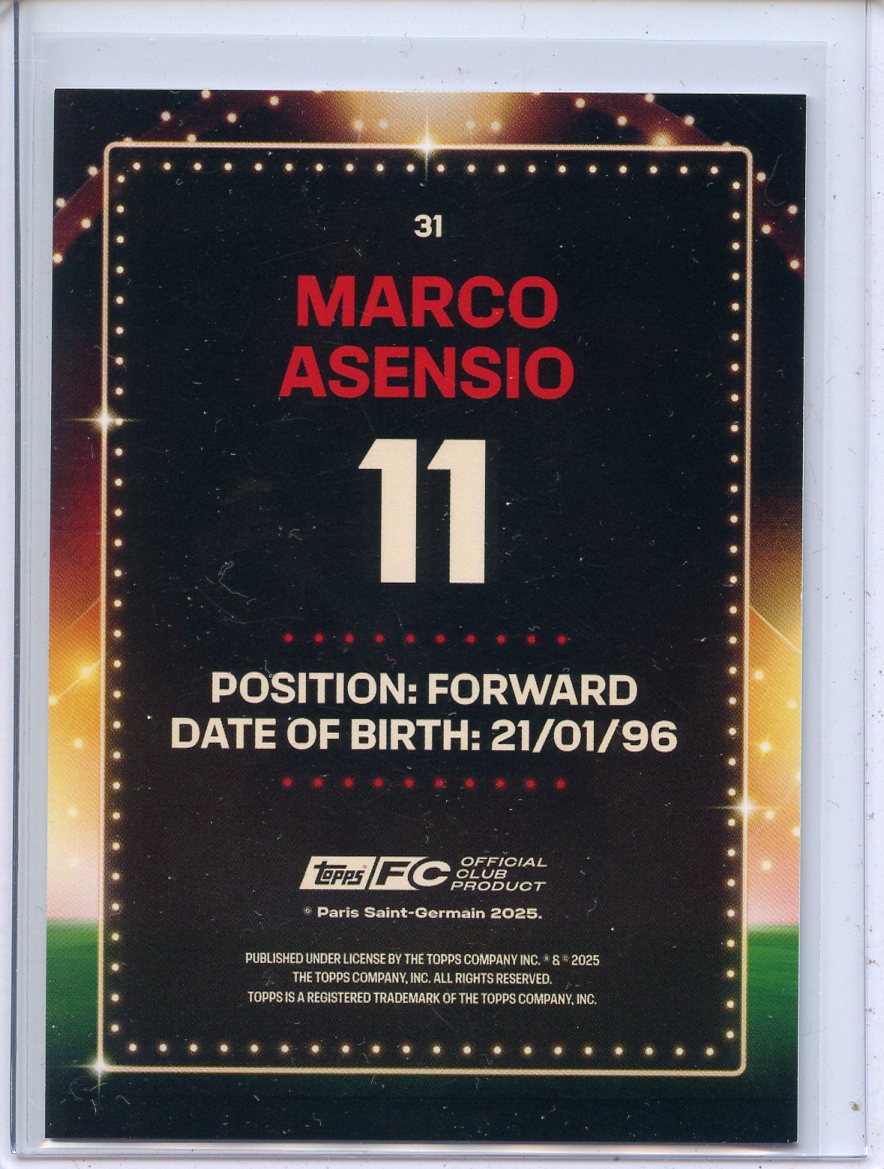 31
MARCO
ASENSIO
11
POSITION: FORWARD
DATE OF BIRTH: 21/01/96
topps FC OFFICIAL
CLUB
PRODUCT
© Paris Saint-Germain 2025.
PUBLISHED UNDER LICENSE BY THE TOPPS COMPANY INC. ® & © 2025
THE TOPPS COMPANY, INC. ALL RIGHTS RESERVED.
TOPPS IS A REGISTERED TRADEMARK OF THE TOPPS COMPANY, INC.